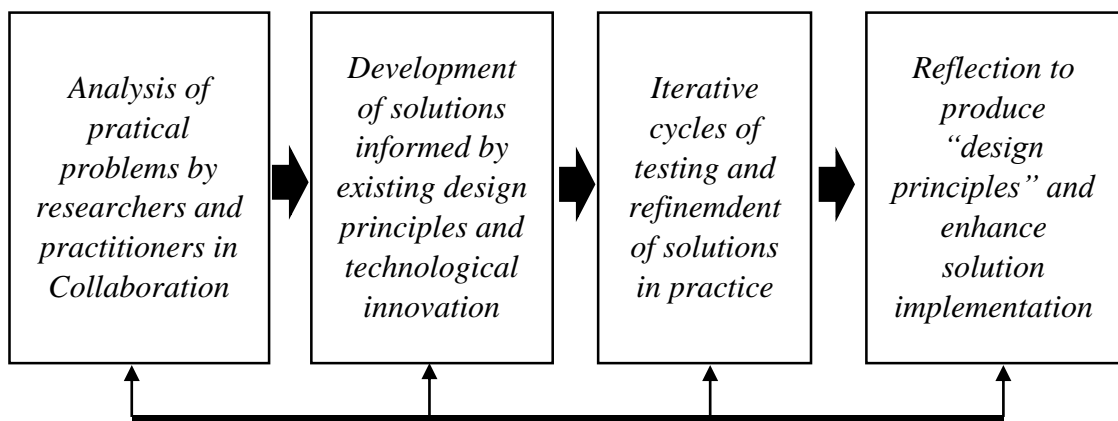 Analysis of
pratical
problems by
researchers and
practitioners in
Collaboration
Development
of solutions
informed by
existing design
principles and
technological
innovation
Iterative
cycles of
testing and
refinemdent
of solutions
in practice
Reflection to
produce
“design
principles” and
enhance
solution
implementation